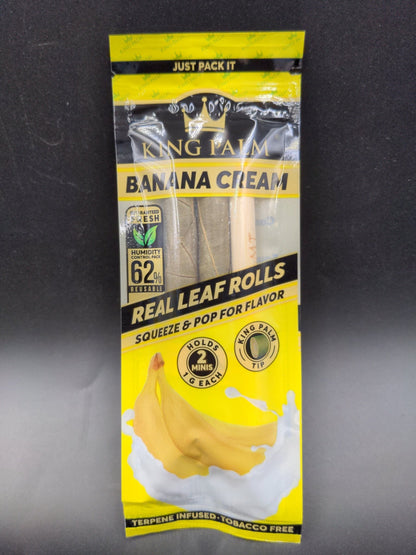 JUST PACK IT
KING PALM
BANANA CREAM
GUARANTEED
FRESH
HUMIDITY
CONTROL PACK
62%
REUSABLE
REAL LEAF ROLLS
SQUEEZE & POP FOR FLAVOR
HOLDS
2
MINIS
1 G EACH
KING PALM
TIP
TERPENE INFUSED • TOBACCO FREE